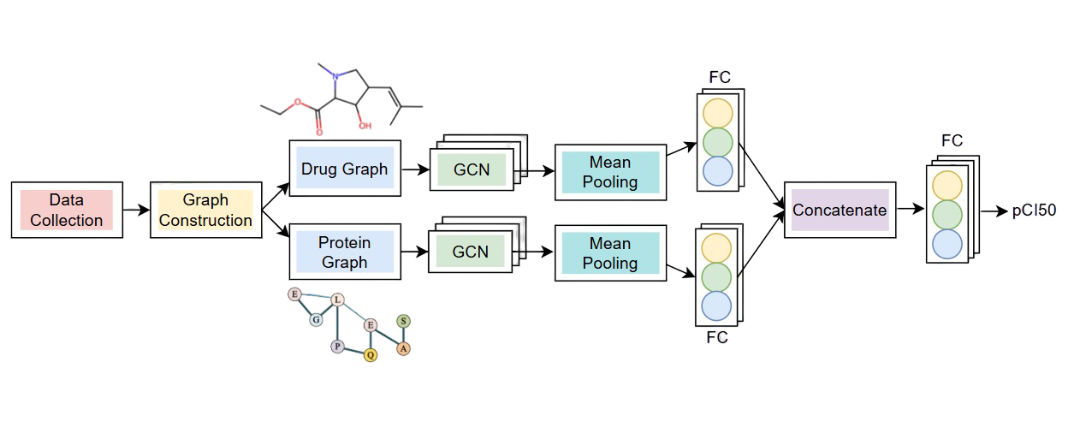 Data
Collection
Graph
Construction
N
O
O
OH
Drug Graph
GCN
Mean
Pooling
FC
Protein
Graph
GCN
Mean
Pooling
FC
E
L
G
E
S
P
Q
A
Concatenate
FC
pCI50